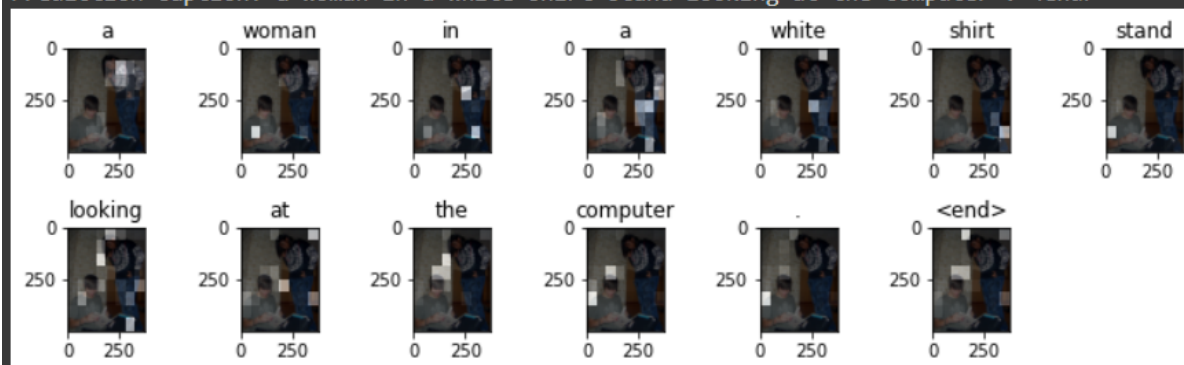 a woman in a white shirt stand
0 0 0 0 0 0 0
250 250 250 250 250 250 250
0 250 0 250 0 250 0 250 0 250 0 250 0 250
looking at the computer . <end>
0 0 0 0 0 0
250 250 250 250 250 250
0 250 0 250 0 250 0 250 0 250 0 250